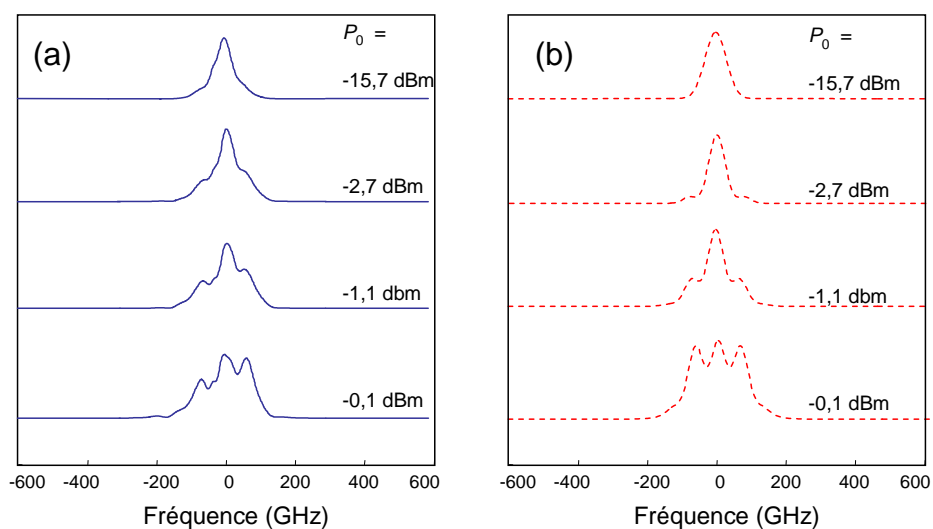 (a)
P0 =
-15,7 dBm
-2,7 dBm
-1,1 dbm
-0,1 dBm
-600 -400 -200 0 200 400 600
Fréquence (GHz)
(b)
P0 =
-15,7 dBm
-2,7 dBm
-1,1 dbm
-0,1 dBm
-600 -400 -200 0 200 400 600
Fréquence (GHz)